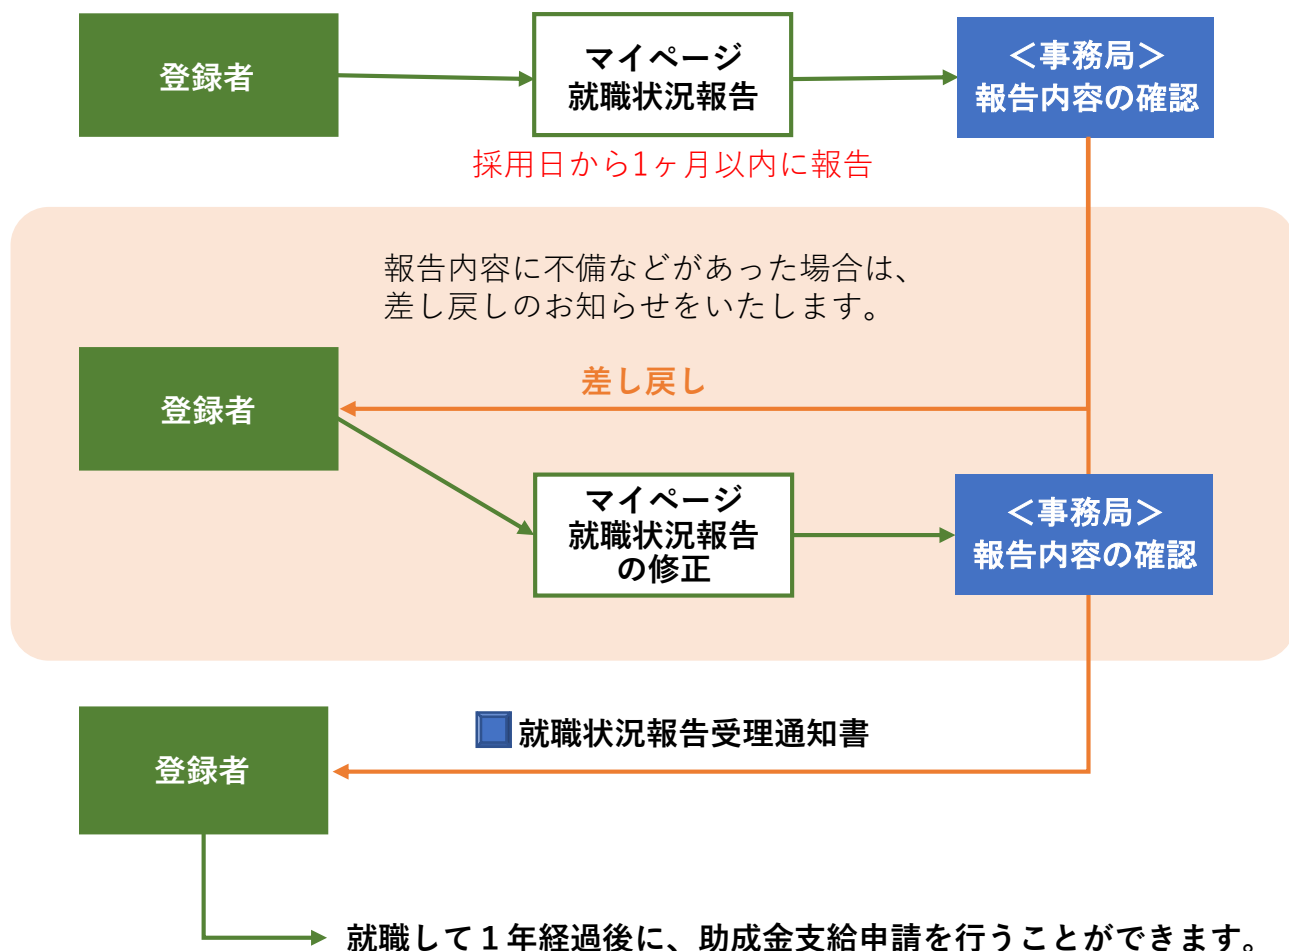 登録者
マイページ
就職状況報告
＜事務局＞
報告内容の確認
採用日から1ヶ月以内に報告
報告内容に不備などがあった場合は、
差し戻しのお知らせをいたします。
差し戻し
登録者
マイページ
就職状況報告
の修正
＜事務局＞
報告内容の確認
就職状況報告受理通知書
登録者
就職して１年経過後に、助成金支給申請を行うことができます。